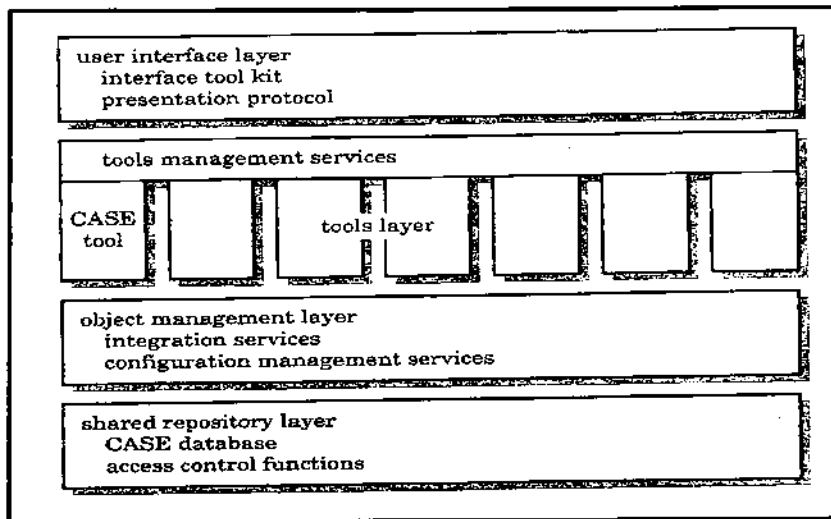 user interface layer
interface tool kit
presentation protocol
tools management services
CASE
tool
tools layer
object management layer
integration services
configuration management services
shared repository layer
CASE database
access control functions